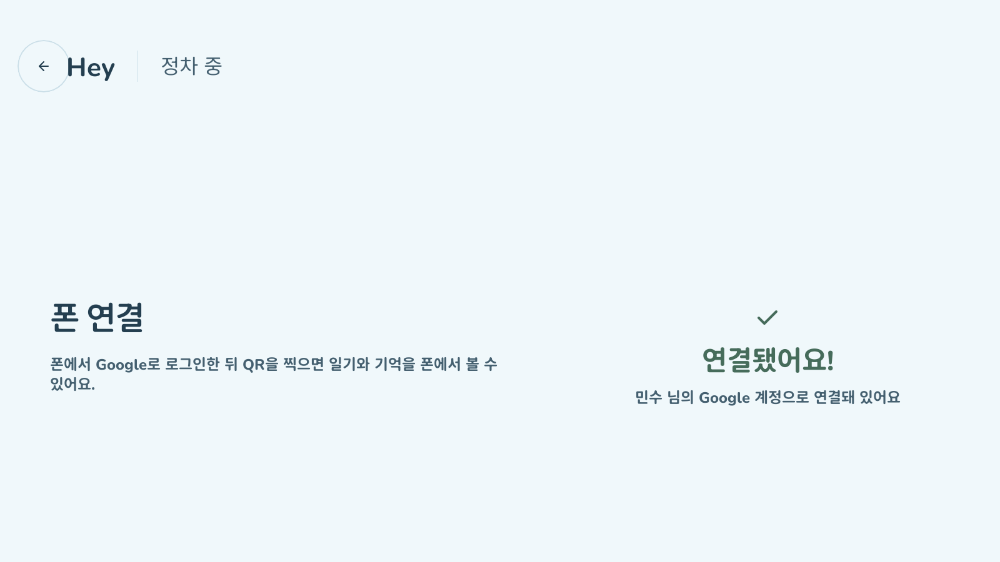 Hey
정차 중
폰 연결
폰에서 Google로 로그인한 뒤 QR을 찍으면 일기와 기억을 폰에서 볼 수
있어요.
연결됐어요!
민수 님의 Google 계정으로 연결돼 있어요